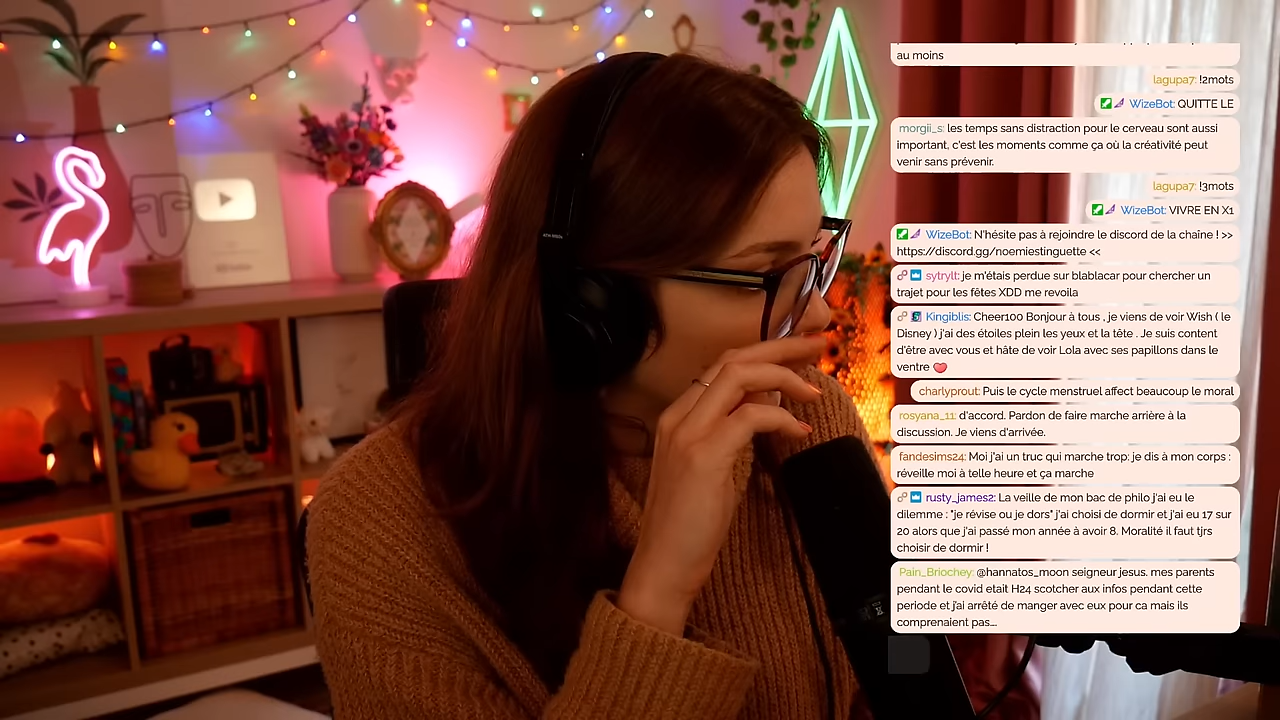 au moins
lagupa7: !2mots
WizeBot: QUITTE LE
morgii_s: les temps sans distraction pour le cerveau sont aussi
important, c'est les moments comme ça où la créativité peut
venir sans prévenir.
lagupa7: !3mots
WizeBot: VIVRE EN X1
WizeBot: N'hésite pas à rejoindre le discord de la chaîne ! >>
https://discord.gg/noemiestinguette <<
sytrylt: je m'étais perdue sur blablacar pour chercher un
trajet pour les fêtes XDD me revoila
Kingiblis: Cheer100 Bonjour à tous , je viens de voir Wish ( le
Disney ) j'ai des étoiles plein les yeux et la tête . Je suis content
d'être avec vous et hâte de voir Lola avec ses papillons dans le
ventre
charlyprout: Puis le cycle menstruel affect beaucoup le moral
rosyana_11: d'accord. Pardon de faire marche arrière à la
discussion. Je viens d'arrivée.
fandesims24: Moi j'ai un truc qui marche trop: je dis à mon corps :
réveille moi à telle heure et ça marche
rusty_james2: La veille de mon bac de philo j'ai eu le
dilemme : "je révise ou je dors" j'ai choisi de dormir et j'ai eu 17 sur
20 alors que j'ai passé mon année à avoir 8. Moralité il faut tjrs
choisir de dormir !
Pain_Briochey: @hannatos_moon seigneur jesus. mes parents
pendant le covid etait H24 scotcher aux infos pendant cette
periode et j'ai arrêté de manger avec eux pour ca mais ils
comprenaient pas...